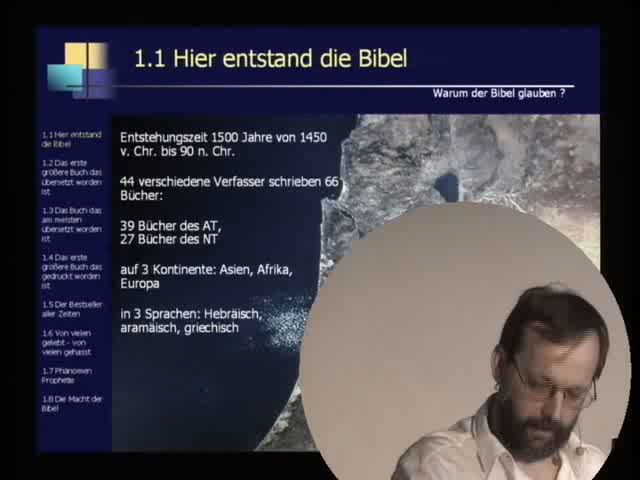 1.1 Hier entstand die Bibel
Warum der Bibel glauben ?
1.1 Hier entstand
die Bibel
1.2 Das erste
größere Buch das
übersetzt worden
ist
1.3 Das Buch das
am meisten
übersetzt worden
ist
1.4 Das erste
größere Buch das
gedruckt worden
ist
1.5 Der Bestseller
aller Zeiten
1.6 Von vielen
geliebt - von
vielen gehasst
1.7 Phänomen
Prophetie
1.8 Die Macht der
Bibel
Entstehungszeit 1500 Jahre von 1450
v. Chr. bis 90 n. Chr.
44 verschiedene Verfasser schrieben 66
Bücher:
39 Bücher des AT,
27 Bücher des NT
auf 3 Kontinente: Asien, Afrika,
Europa
in 3 Sprachen: Hebräisch,
aramäisch, griechisch